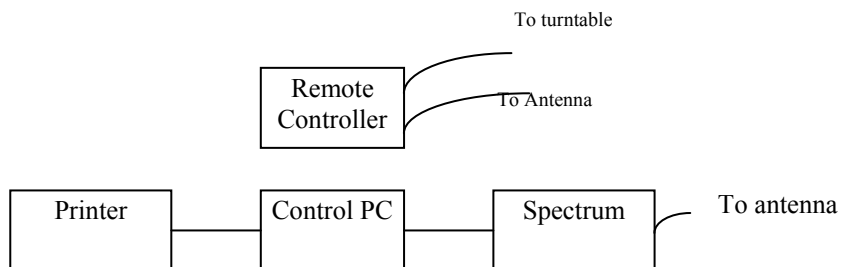 To turntable
Remote
Controller
To Antenna
Printer
Control PC
Spectrum
To antenna